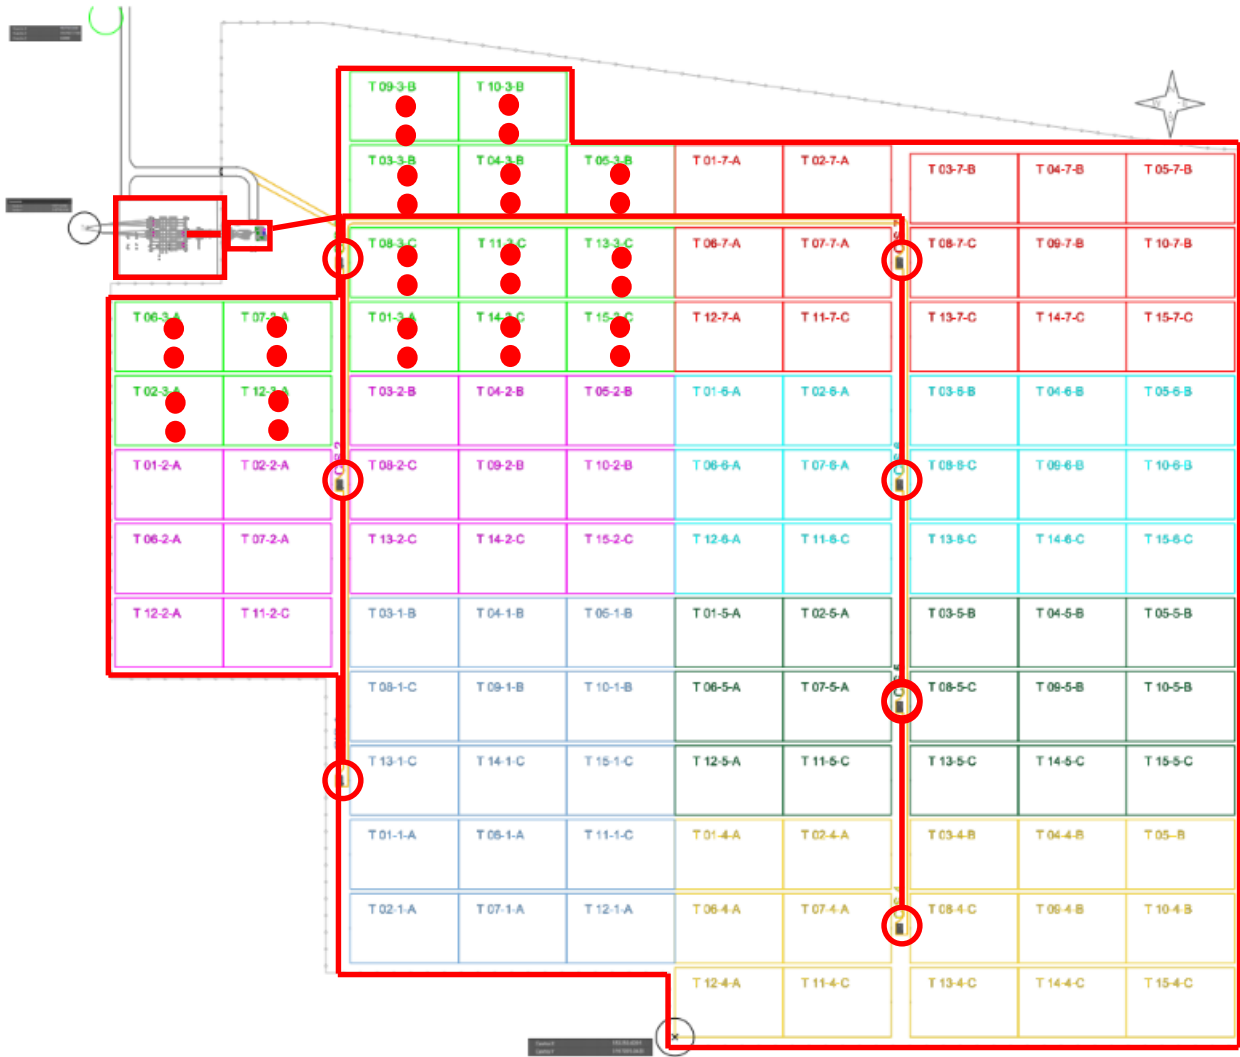 T 09-3-B T 10-3-B
T 03-3-B T 04-3-B T 05-3-B T 01-7-A T 02-7-A T 03-7-B T 04-7-B T 05-7-B
T 08-3-C T 11-3-C T 13-3-C T 06-7-A T 07-7-A T 08-7-C T 09-7-B T 10-7-B
T 06-3-A T 07-3-A T 01-3-A T 14-3-C T 15-3-C T 12-7-A T 11-7-C T 13-7-C T 14-7-C T 15-7-C
T 02-3-A T 12-3-A T 03-2-B T 04-2-B T 05-2-B T 01-6-A T 02-6-A T 03-6-B T 04-6-B T 05-6-B
T 01-2-A T 02-2-A T 08-2-C T 09-2-B T 10-2-B T 06-6-A T 07-6-A T 08-6-C T 09-6-B T 10-6-B
T 06-2-A T 07-2-A T 13-2-C T 14-2-C T 15-2-C T 12-6-A T 11-6-C T 13-6-C T 14-6-C T 15-6-C
T 12-2-A T 11-2-C T 03-1-B T 04-1-B T 05-1-B T 01-5-A T 02-5-A T 03-5-B T 04-5-B T 05-5-B
T 08-1-C T 09-1-B T 10-1-B T 06-5-A T 07-5-A T 08-5-C T 09-5-B T 10-5-B
T 13-1-C T 14-1-C T 15-1-C T 12-5-A T 11-5-C T 13-5-C T 14-5-C T 15-5-C
T 01-1-A T 06-1-A T 11-1-C T 01-4-A T 02-4-A T 03-4-B T 04-4-B T 05--B
T 02-1-A T 07-1-A T 12-1-A T 06-4-A T 07-4-A T 08-4-C T 09-4-B T 10-4-B
T 12-4-A T 11-4-C T 13-4-C T 14-4-C T 15-4-C